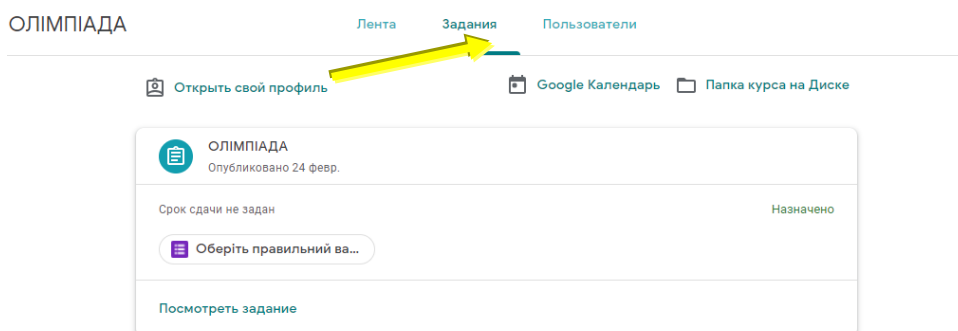 ОЛІМПІАДА
Лента Задания Пользователи
Открыть свой профиль Google Календарь Папка курса на Диске
ОЛІМПІАДА
Опубликовано 24 февр.
Срок сдачи не задан Назначено
Оберіть правильний ва...
Посмотреть задание